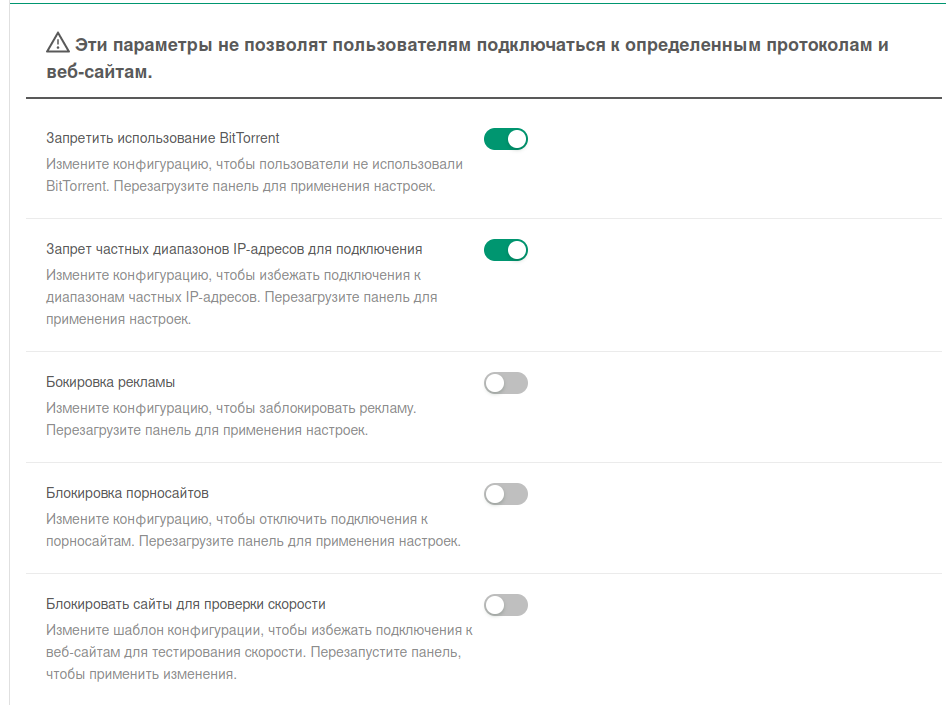 Эти параметры не позволят пользователям подключаться к определенным протоколам и
веб-сайтам.
Запретить использование BitTorrent
Измените конфигурацию, чтобы пользователи не использовали
BitTorrent. Перезагрузите панель для применения настроек.
Запрет частных диапазонов IP-адресов для подключения
Измените конфигурацию, чтобы избежать подключения к
диапазонам частных IP-адресов. Перезагрузите панель для
применения настроек.
Бокировка рекламы
Измените конфигурацию, чтобы заблокировать рекламу.
Перезагрузите панель для применения настроек.
Блокировка порносайтов
Измените конфигурацию, чтобы отключить подключения к
порносайтам. Перезагрузите панель для применения настроек.
Блокировать сайты для проверки скорости
Измените шаблон конфигурации, чтобы избежать подключения к
веб-сайтам для тестирования скорости. Перезапустите панель,
чтобы применить изменения.